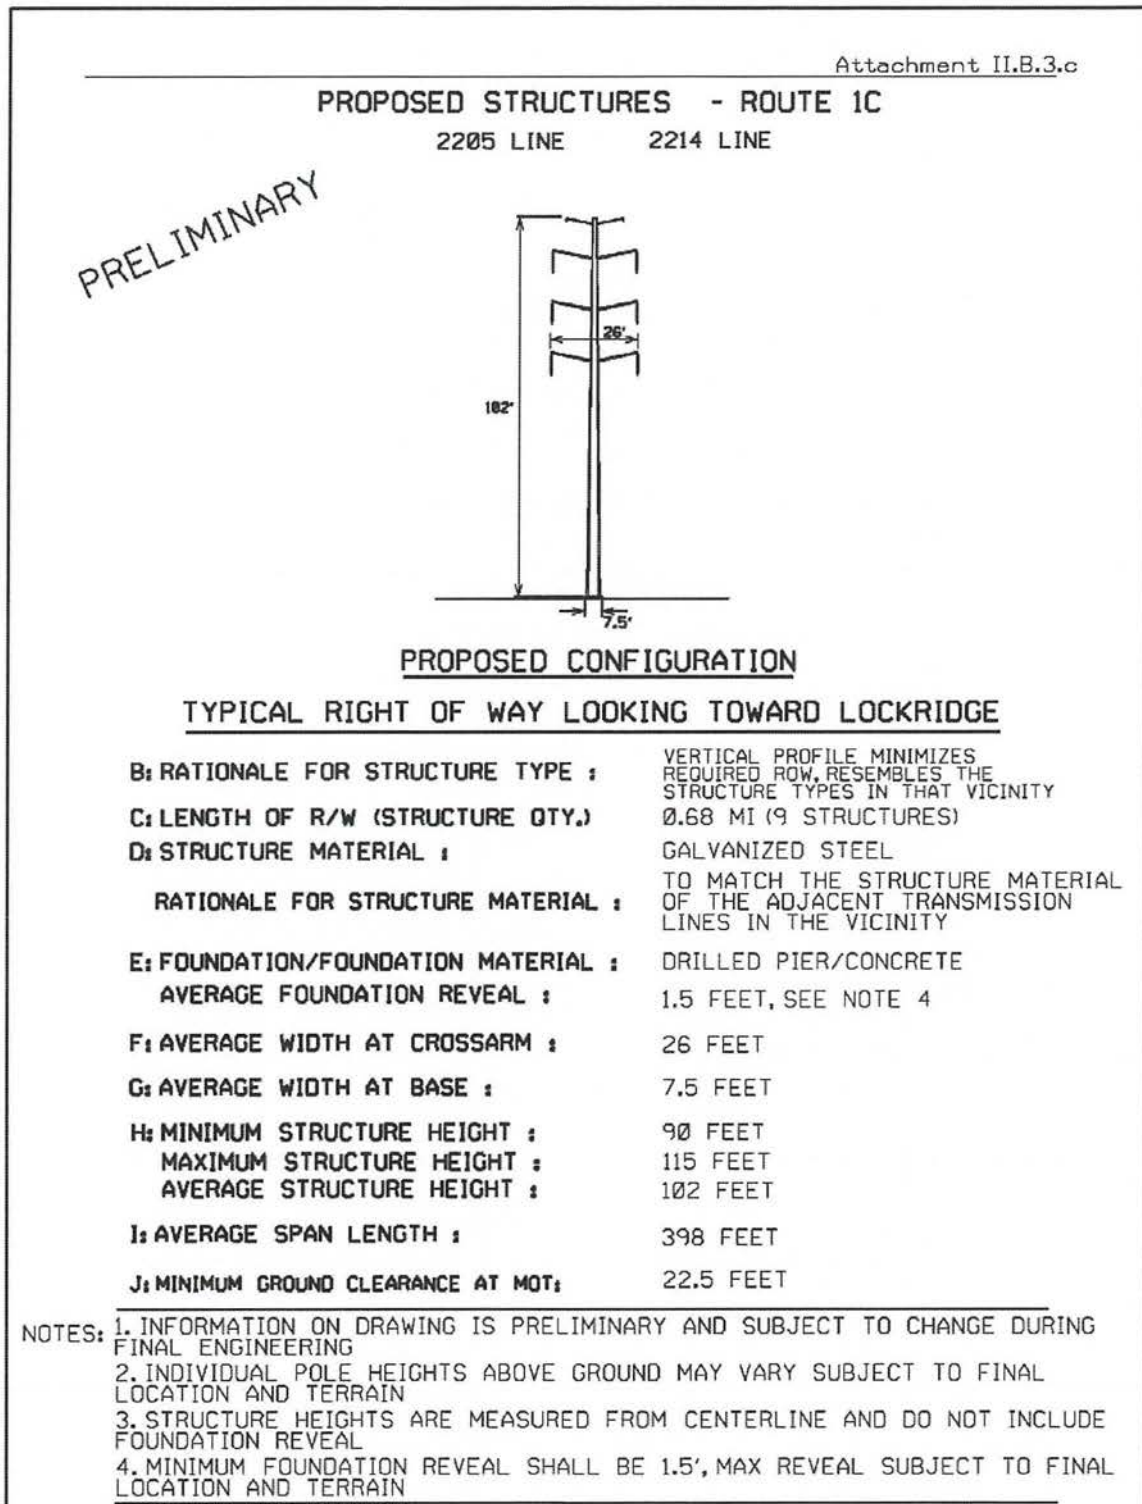 Attachment II.B.3.c
PROPOSED STRUCTURES - ROUTE 1C
2205 LINE 2214 LINE
PRELIMINARY
26'
102'
7.5'
PROPOSED CONFIGURATION
TYPICAL RIGHT OF WAY LOOKING TOWARD LOCKRIDGE
B: RATIONALE FOR STRUCTURE TYPE : VERTICAL PROFILE MINIMIZES
REQUIRED ROW, RESEMBLES THE
STRUCTURE TYPES IN THAT VICINITY
C: LENGTH OF R/W (STRUCTURE QTY.) 0.68 MI (9 STRUCTURES)
D: STRUCTURE MATERIAL : GALVANIZED STEEL
RATIONALE FOR STRUCTURE MATERIAL : TO MATCH THE STRUCTURE MATERIAL
OF THE ADJACENT TRANSMISSION
LINES IN THE VICINITY
E: FOUNDATION/FOUNDATION MATERIAL : DRILLED PIER/CONCRETE
AVERAGE FOUNDATION REVEAL : 1.5 FEET, SEE NOTE 4
F: AVERAGE WIDTH AT CROSSARM : 26 FEET
G: AVERAGE WIDTH AT BASE : 7.5 FEET
H: MINIMUM STRUCTURE HEIGHT : 90 FEET
MAXIMUM STRUCTURE HEIGHT : 115 FEET
AVERAGE STRUCTURE HEIGHT : 102 FEET
I: AVERAGE SPAN LENGTH : 398 FEET
J: MINIMUM GROUND CLEARANCE AT MOT: 22.5 FEET
NOTES: 1. INFORMATION ON DRAWING IS PRELIMINARY AND SUBJECT TO CHANGE DURING
FINAL ENGINEERING
2. INDIVIDUAL POLE HEIGHTS ABOVE GROUND MAY VARY SUBJECT TO FINAL
LOCATION AND TERRAIN
3. STRUCTURE HEIGHTS ARE MEASURED FROM CENTERLINE AND DO NOT INCLUDE
FOUNDATION REVEAL
4. MINIMUM FOUNDATION REVEAL SHALL BE 1.5', MAX REVEAL SUBJECT TO FINAL
LOCATION AND TERRAIN